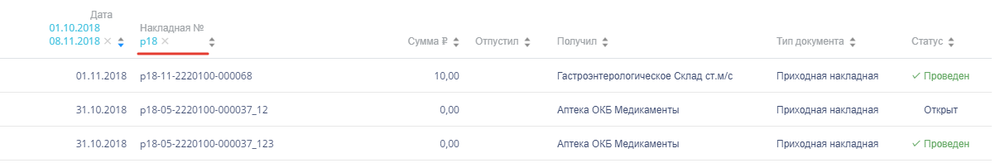 Дата
01.10.2018 Накладная №
08.11.2018 × р18 × Сумма ₽ Отпустил Получил Тип документа Статус
01.11.2018 р18-11-2220100-000068 10,00 Гастроэнтерологическое Склад ст.м/с Приходная накладная ✓ Проведен
31.10.2018 р18-05-2220100-000037_12 0,00 Аптека ОКБ Медикаменты Приходная накладная Открыт
31.10.2018 р18-05-2220100-000037_123 0,00 Аптека ОКБ Медикаменты Приходная накладная ✓ Проведен